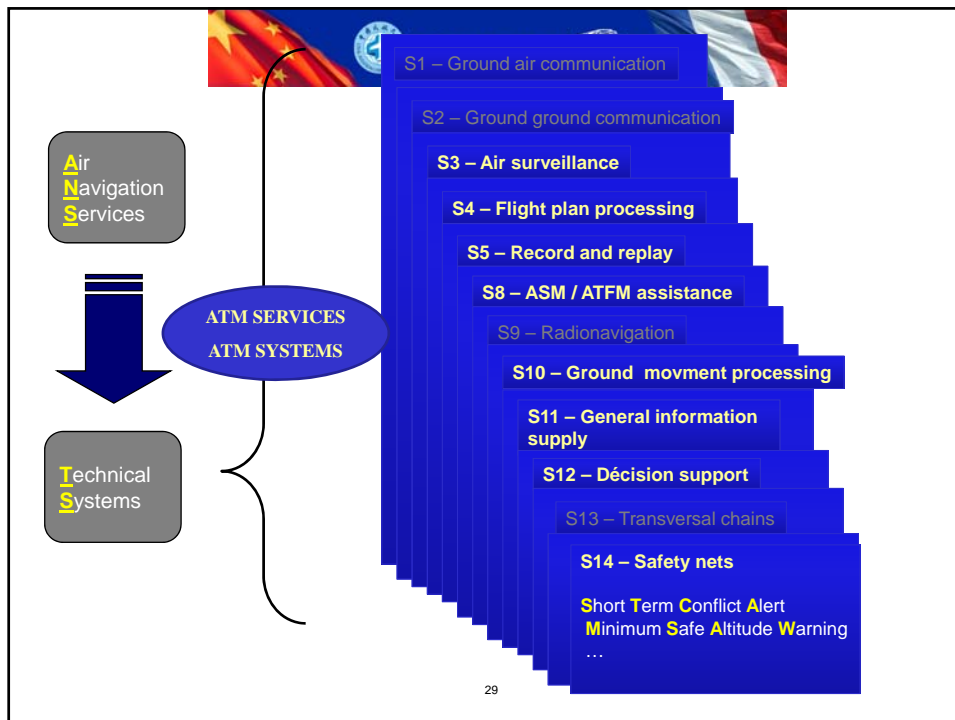 S1 – Ground air communication
S2 – Ground ground communication
Air
Navigation
Services
S3 – Air surveillance
S4 – Flight plan processing
S5 – Record and replay
S8 – ASM / ATFM assistance
ATM SERVICES
ATM SYSTEMS
S9 – Radionavigation
S10 – Ground movment processing
S11 – General information
supply
Technical
Systems
S12 – Décision support
S13 – Transversal chains
S14 – Safety nets
Short Term Conflict Alert
Minimum Safe Altitude Warning
…
29